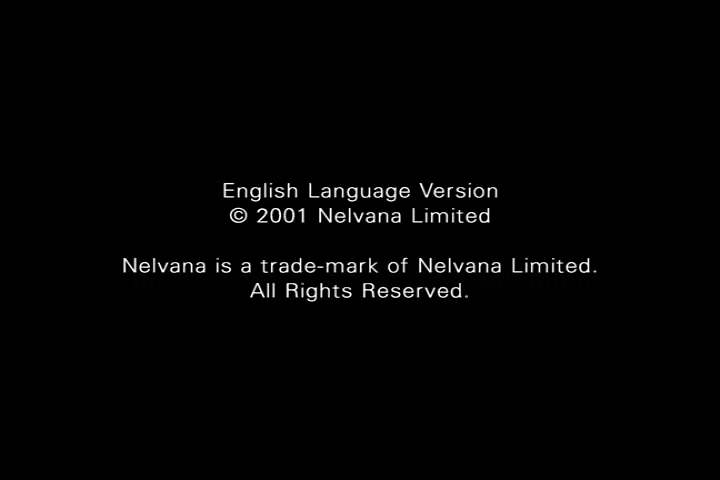 English Language Version
© 2001 Nelvana Limited
Nelvana is a trade-mark of Nelvana Limited.
All Rights Reserved.